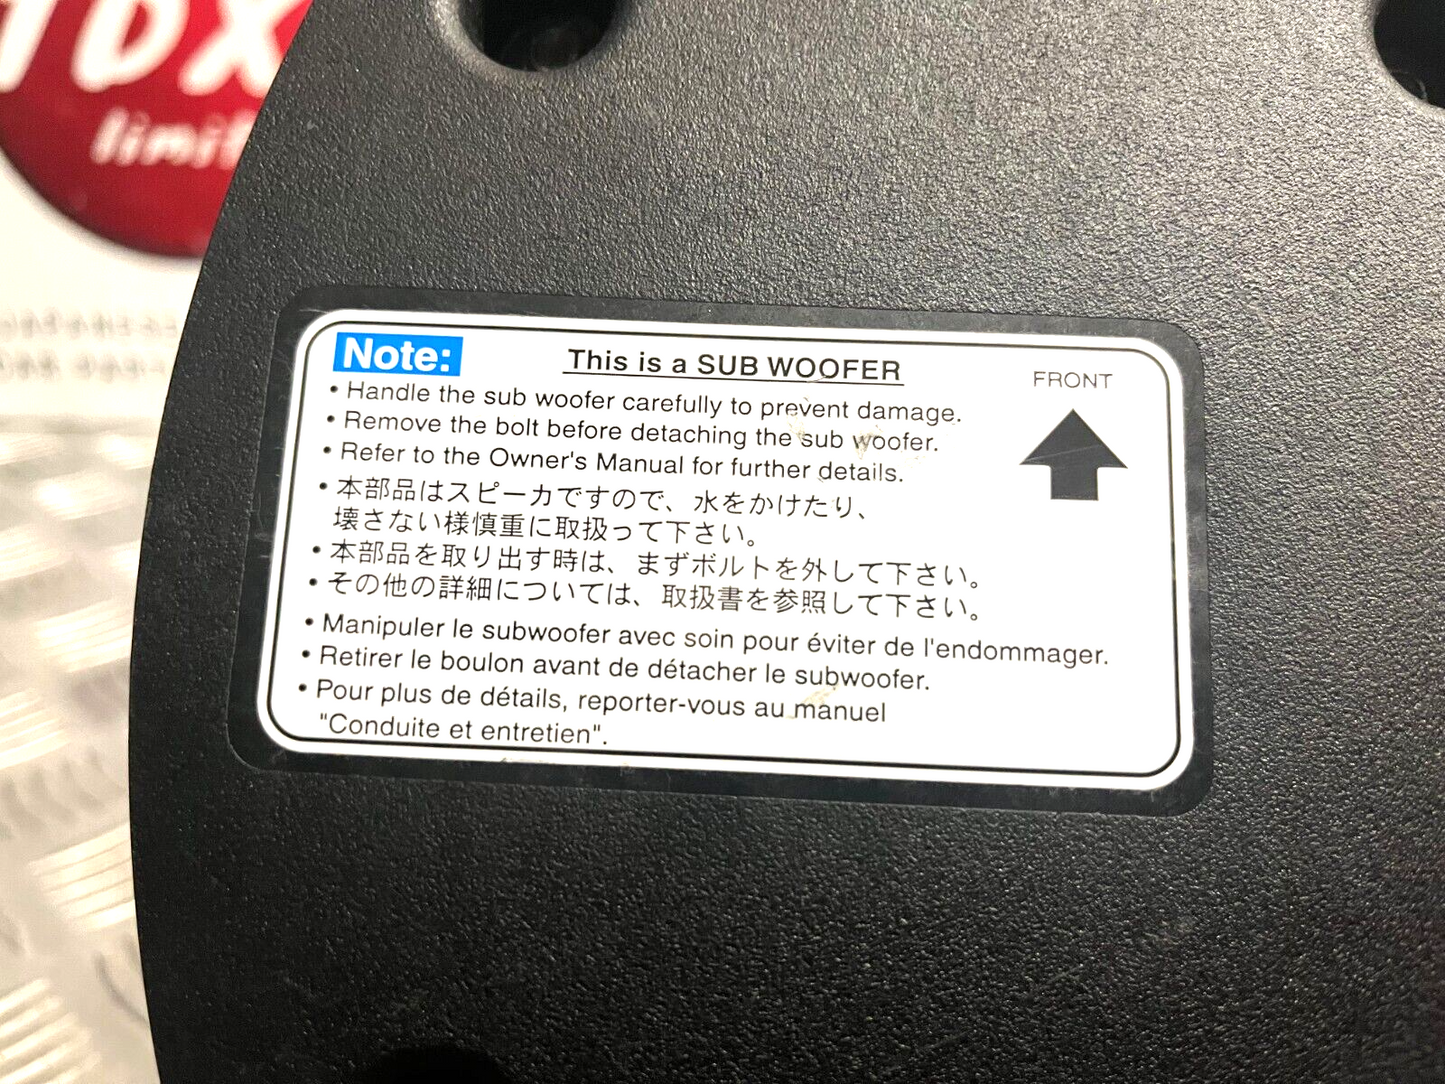 TDX
Note:
This is a SUB WOOFER
FRONT
• Handle the sub woofer carefully to prevent damage.
• Remove the bolt before detaching the sub woofer.
• Refer to the Owner's Manual for further details.
• 本部品はスピーカですので、水をかけたり、
壊さない様慎重に取扱って下さい。
• 本部品を取り出す時は、まずボルトを外して下さい。
• その他の詳細については、取扱書を参照して下さい。
• Manipuler le subwoofer avec soin pour éviter de l'endommager.
• Retirer le boulon avant de détacher le subwoofer.
• Pour plus de détails, reporter-vous au manuel
"Conduite et entretien".